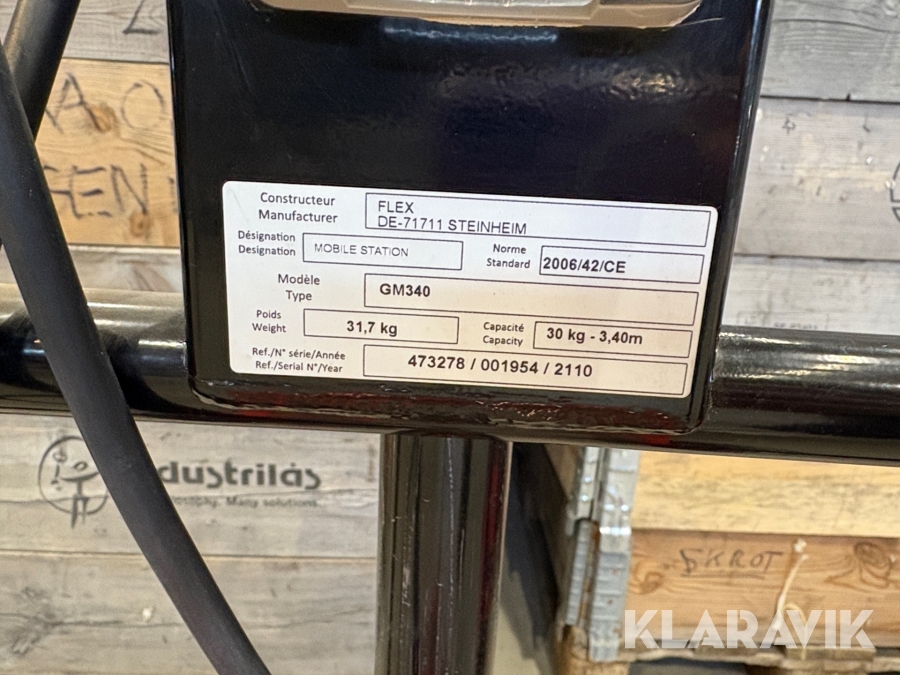 Constructeur
Manufacturer
FLEX
DE-71711 STEINHEIM
Désignation
Designation
MOBILE STATION
Norme
Standard
2006/42/CE
Modèle
Type
GM340
Poids
Weight
31,7 kg
Capacité
Capacity
30 kg - 3,40m
Ref./N° série/Année
Ref./Serial N°/Year
473278 / 001954 / 2110
dustrilás
Many solutions.
SKROT
KLARAVIK